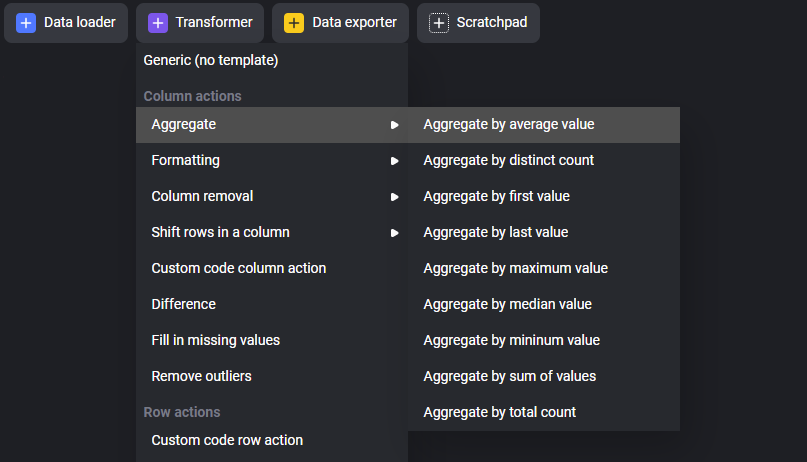 Data loader
Transformer
Data exporter
Scratchpad
Generic (no template)
Column actions
Aggregate
Formatting
Column removal
Shift rows in a column
Custom code column action
Difference
Fill in missing values
Remove outliers
Row actions
Custom code row action
Aggregate by average value
Aggregate by distinct count
Aggregate by first value
Aggregate by last value
Aggregate by maximum value
Aggregate by median value
Aggregate by mininum value
Aggregate by sum of values
Aggregate by total count